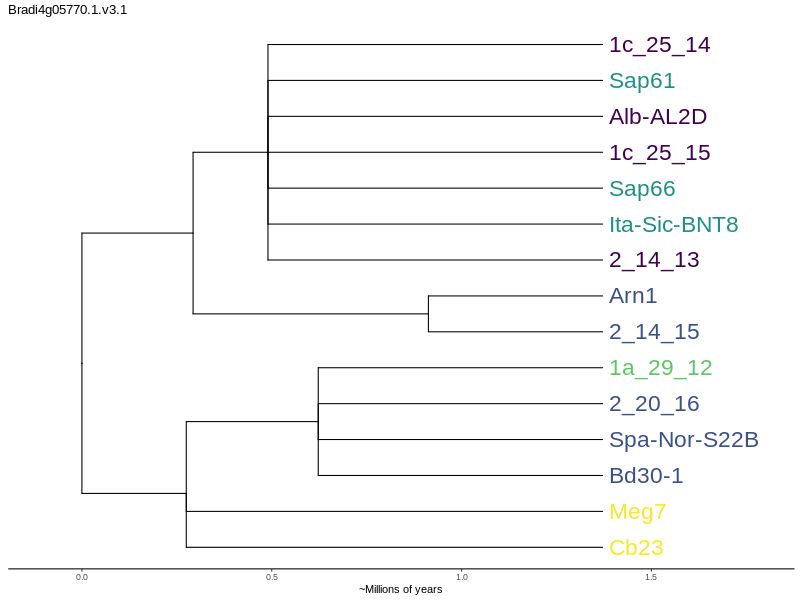 Bradi4g05770.1.v3.1
1c_25_14
Sap61
Alb-AL2D
1c_25_15
Sap66
Ita-Sic-BNT8
2_14_13
Arn1
2_14_15
1a_29_12
2_20_16
Spa-Nor-S22B
Bd30-1
Meg7
Cb23
0.0 0.5 1.0 1.5
~Millions of years